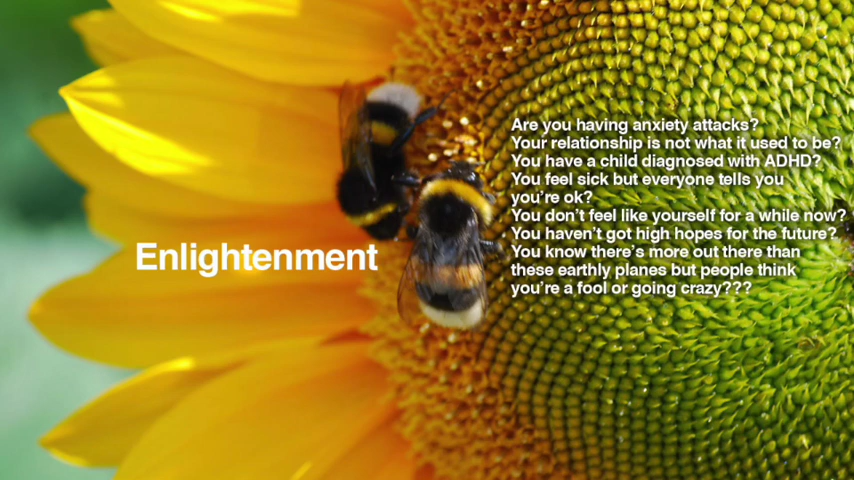 Enlightenment
Are you having anxiety attacks?
Your relationship is not what it used to be?
You have a child diagnosed with ADHD?
You feel sick but everyone tells you
you're ok?
You don't feel like yourself for a while now?
You haven't got high hopes for the future?
You know there's more out there than
these earthly planes but people think
you're a fool or going crazy???